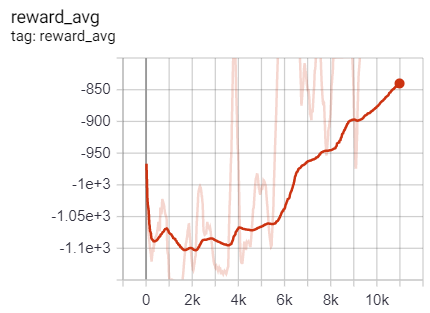 reward_avg
tag: reward_avg
-850
-900
-950
-1e+3
-1.05e+3
-1.1e+3
0 2k 4k 6k 8k 10k